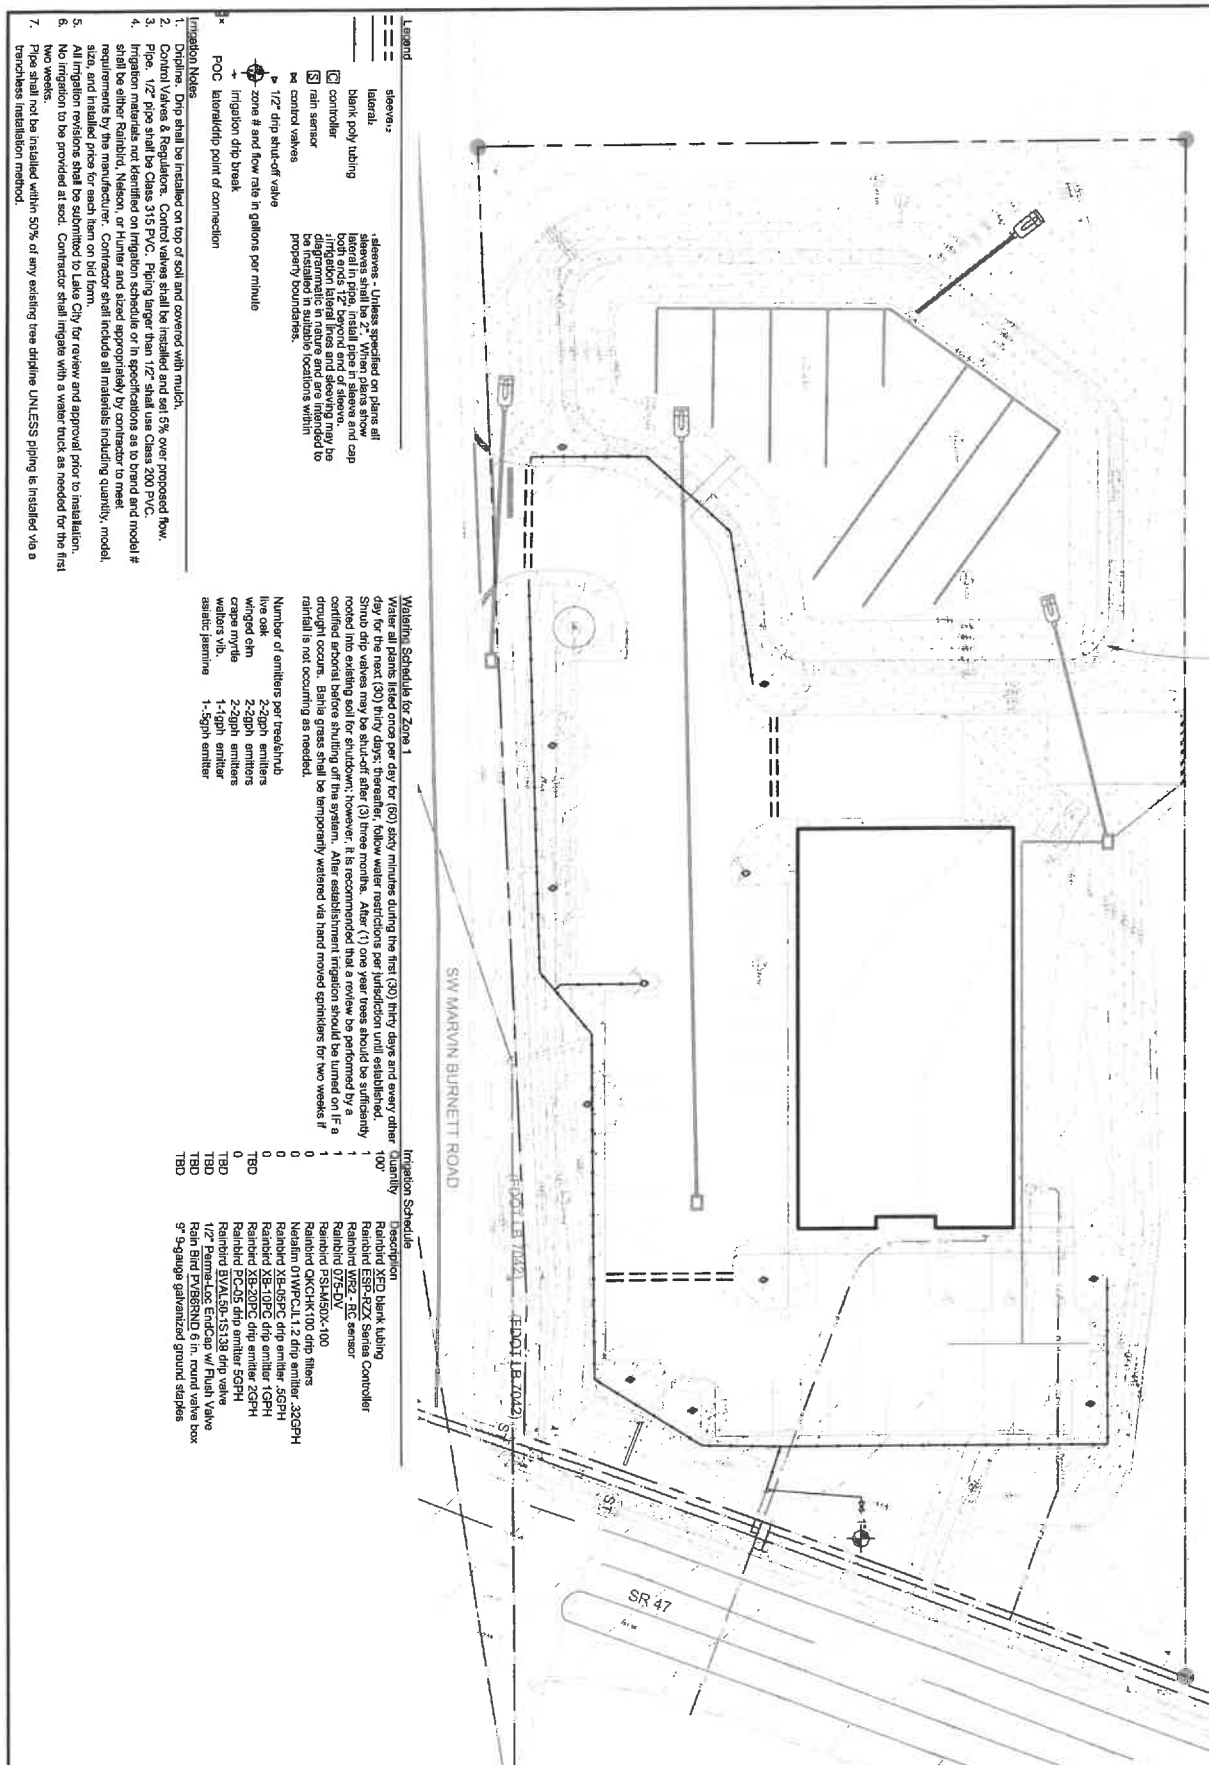 Legend
sleeves¹²
lateral²
blank poly tubing
C controller
S rain sensor
control valves
1/2" drip shut-off valve
zone # and flow rate in gallons per minute
irrigation drip break
POC lateral/drip point of connection
¹sleeves - Unless specified on plans all
sleeves shall be 2". When plans show
lateral in pipe, install pipe in sleeve and cap
both ends 12" beyond end of sleeve.
²irrigation lateral lines and sleeving may be
diagrammatic in nature and are intended to
be installed in suitable locations within
property boundaries.
Irrigation Notes
1. Dripline. Drip shall be installed on top of soil and covered with mulch.
2. Control Valves & Regulators. Control valves shall be installed and set 5% over proposed flow.
3. Pipe. 1/2" pipe shall be Class 315 PVC. Piping larger than 1/2" shall use Class 200 PVC.
4. Irrigation materials not identified on irrigation schedule or in specifications as to brand and model #
shall be either Rainbird, Nelson, or Hunter and sized appropriately by contractor to meet
requirements by the manufacturer. Contractor shall include all materials including quantity, model,
size, and installed price for each item on bid form.
5. All irrigation revisions shall be submitted to Lake City for review and approval prior to installation.
6. No irrigation to be provided at sod. Contractor shall irrigate with a water truck as needed for the first
two weeks.
7. Pipe shall not be installed within 50% of any existing tree dripline UNLESS piping is installed via a
trenchless installation method.
Watering Schedule for Zone 1
Water all plants listed once per day for (60) sixty minutes during the first (30) thirty days and every other
day for the next (30) thirty days; thereafter, follow water restrictions per jurisdiction until established.
Shrub drip valves may be shut-off after (3) three months. After (1) one year trees should be sufficiently
rooted into existing soil for shutdown; however, it is recommended that a review be performed by a
certified arborist before shutting off the system. After establishment irrigation should be turned on IF a
drought occurs. Bahia grass shall be temporarily watered via hand moved sprinklers for two weeks if
rainfall is not occurring as needed.
Number of emitters per tree/shrub
live oak 2-2gph emitters
winged elm 2-2gph emitters
crape myrtle 2-2gph emitters
walters vib. 1-1gph emitter
asiatic jasmine 1-.5gph emitter
Irrigation Schedule
Quantity Description
100' Rainbird XFD blank tubing
1 Rainbird ESP-RZX Series Controller
1 Rainbird WR2 - RC sensor
1 Rainbird 075-DV
1 Rainbird PSI-M50X-100
0 Rainbird QKCHK100 drip filters
0 Netafim 01WPCJL1.2 drip emitter .32GPH
0 Rainbird XB-05PC drip emitter .5GPH
0 Rainbird XB-10PC drip emitter 1GPH
TBD Rainbird XB-20PC drip emitter 2GPH
0 Rainbird PC-05 drip emitter 5GPH
TBD Rainbird BVAL50-1S139 drip valve
TBD 1/2" Perma-Loc EndCap w/ Flush Valve
TBD Rain Bird PVB6RND 6 in. round valve box
TBD 9" 9-gauge galvanized ground staples
SW MARVIN BURNETT ROAD
(FDOT LB 7042)
(FDOT LB 7042)
SR 47
ST
1"